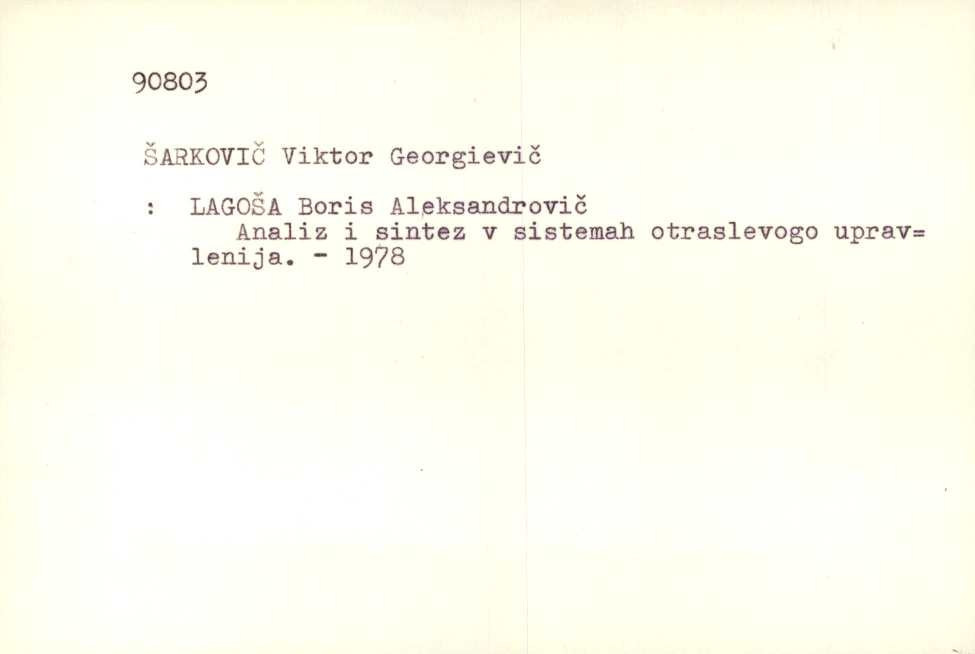 90803
ŠARKOVIČ Viktor Georgievič
: LAGOŠA Boris Aleksandrovič
Analiz i sintez v sistemah otraslevogo uprav=
lenija. - 1978